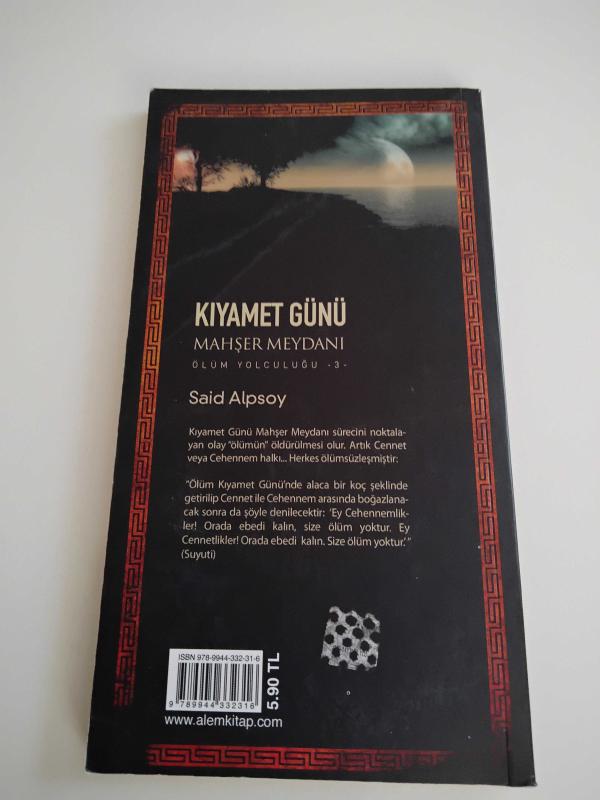 KIYAMET GÜNÜ
MAHŞER MEYDANI
ÖLÜM YOLCULUĞU -3-
Said Alpsoy
Kıyamet Günü Mahşer Meydanı sürecini noktala-
yan olay "ölümün" öldürülmesi olur. Artık Cennet
veya Cehennem halkı... Herkes ölümsüzleşmiştir:
"Ölüm Kıyamet Günü'nde alaca bir koç şeklinde
getirilip Cennet ile Cehennem arasında boğazlana-
cak sonra da şöyle denilecektir: 'Ey Cehennemlik-
ler! Orada ebedi kalın, size ölüm yoktur. Ey
Cennetlikler! Orada ebedi kalın. Size ölüm yoktur.'"
(Suyuti)
ISBN 978-9944-332-31-6
9 789944 332316
5.90 TL
www.alemkitap.com